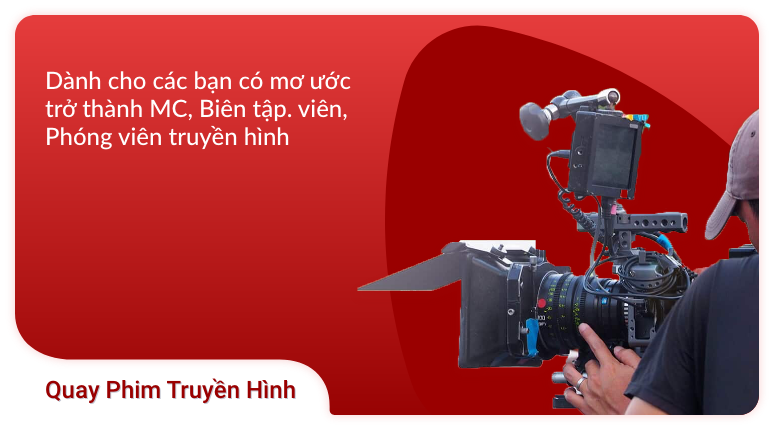 Dành cho các bạn có mơ ước
trở thành MC, Biên tập. viên,
Phóng viên truyền hình
Quay Phim Truyền Hình